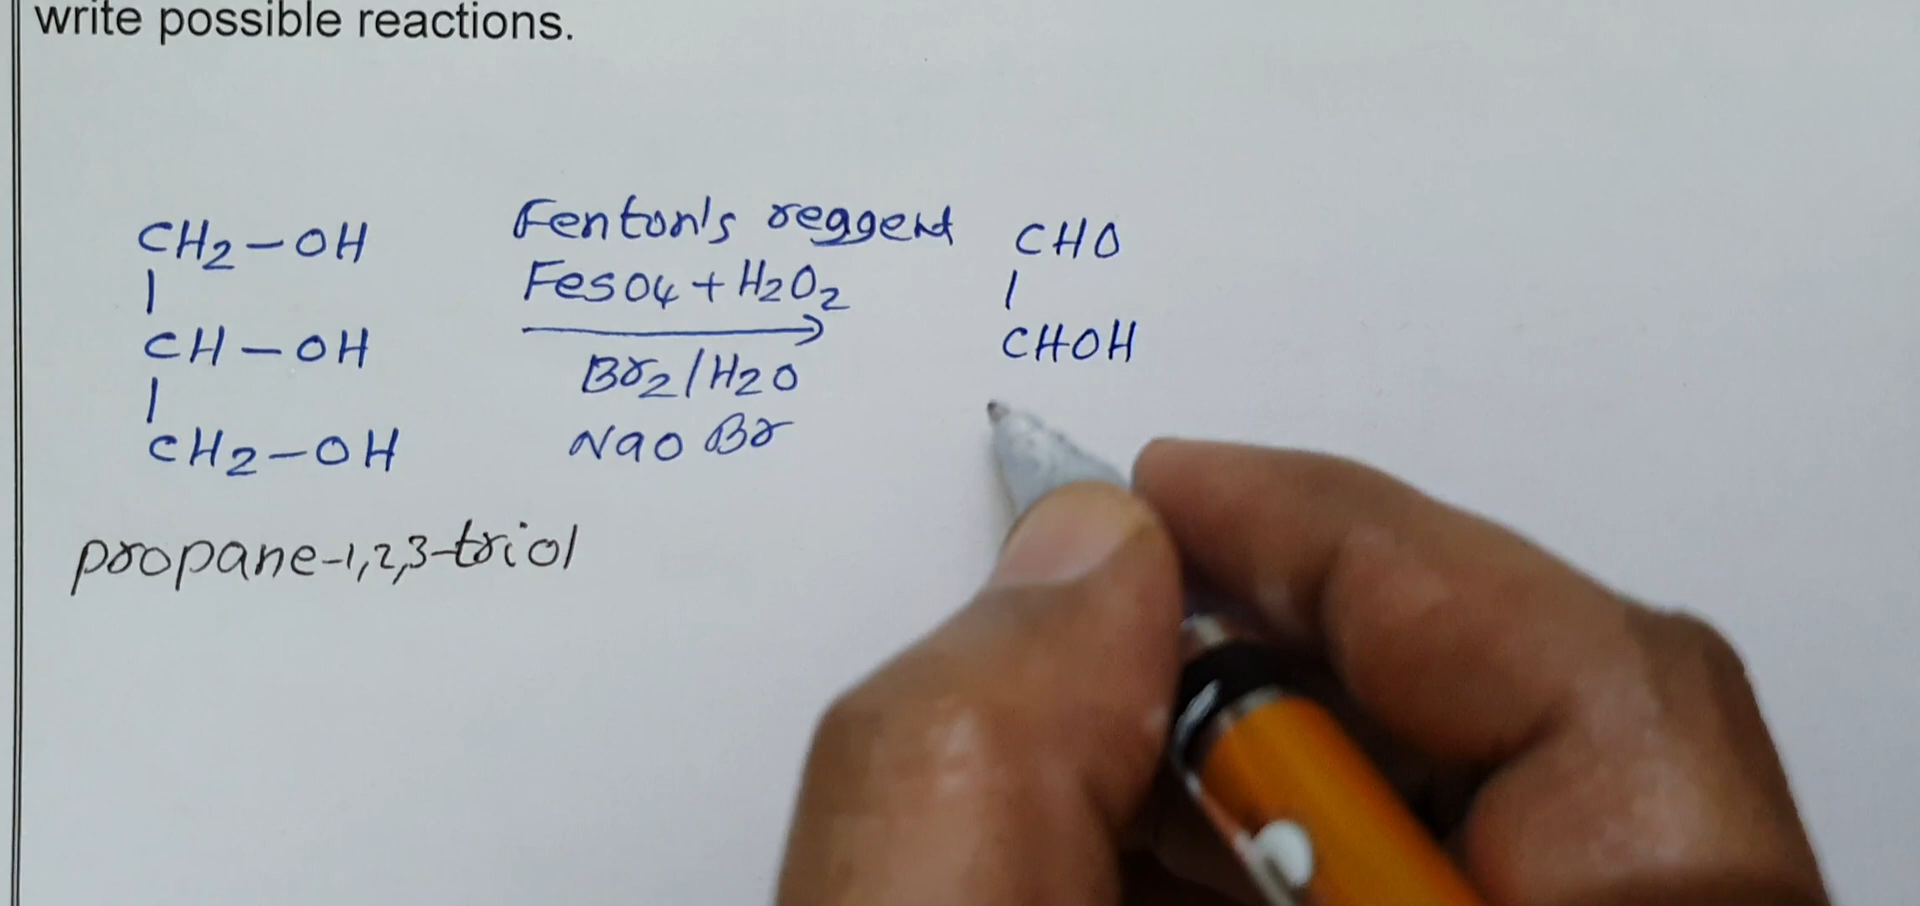 write possible reactions.
CH2-OH
|
CH-OH
|
CH2-OH
propane-1,2,3-triol
Fenton's reagent
FeSO4 + H2O2
Br2/H2O
NaOBr
CHO
|
CHOH